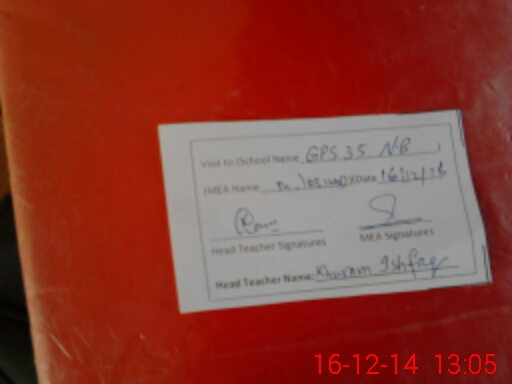 Visit to (School Name GPS 35 NB
(MEA Name Date 16/12/14
Head Teacher Signatures
MEA Signatures
Head Teacher Name: Khuram Ishfaq
16-12-14 13:05